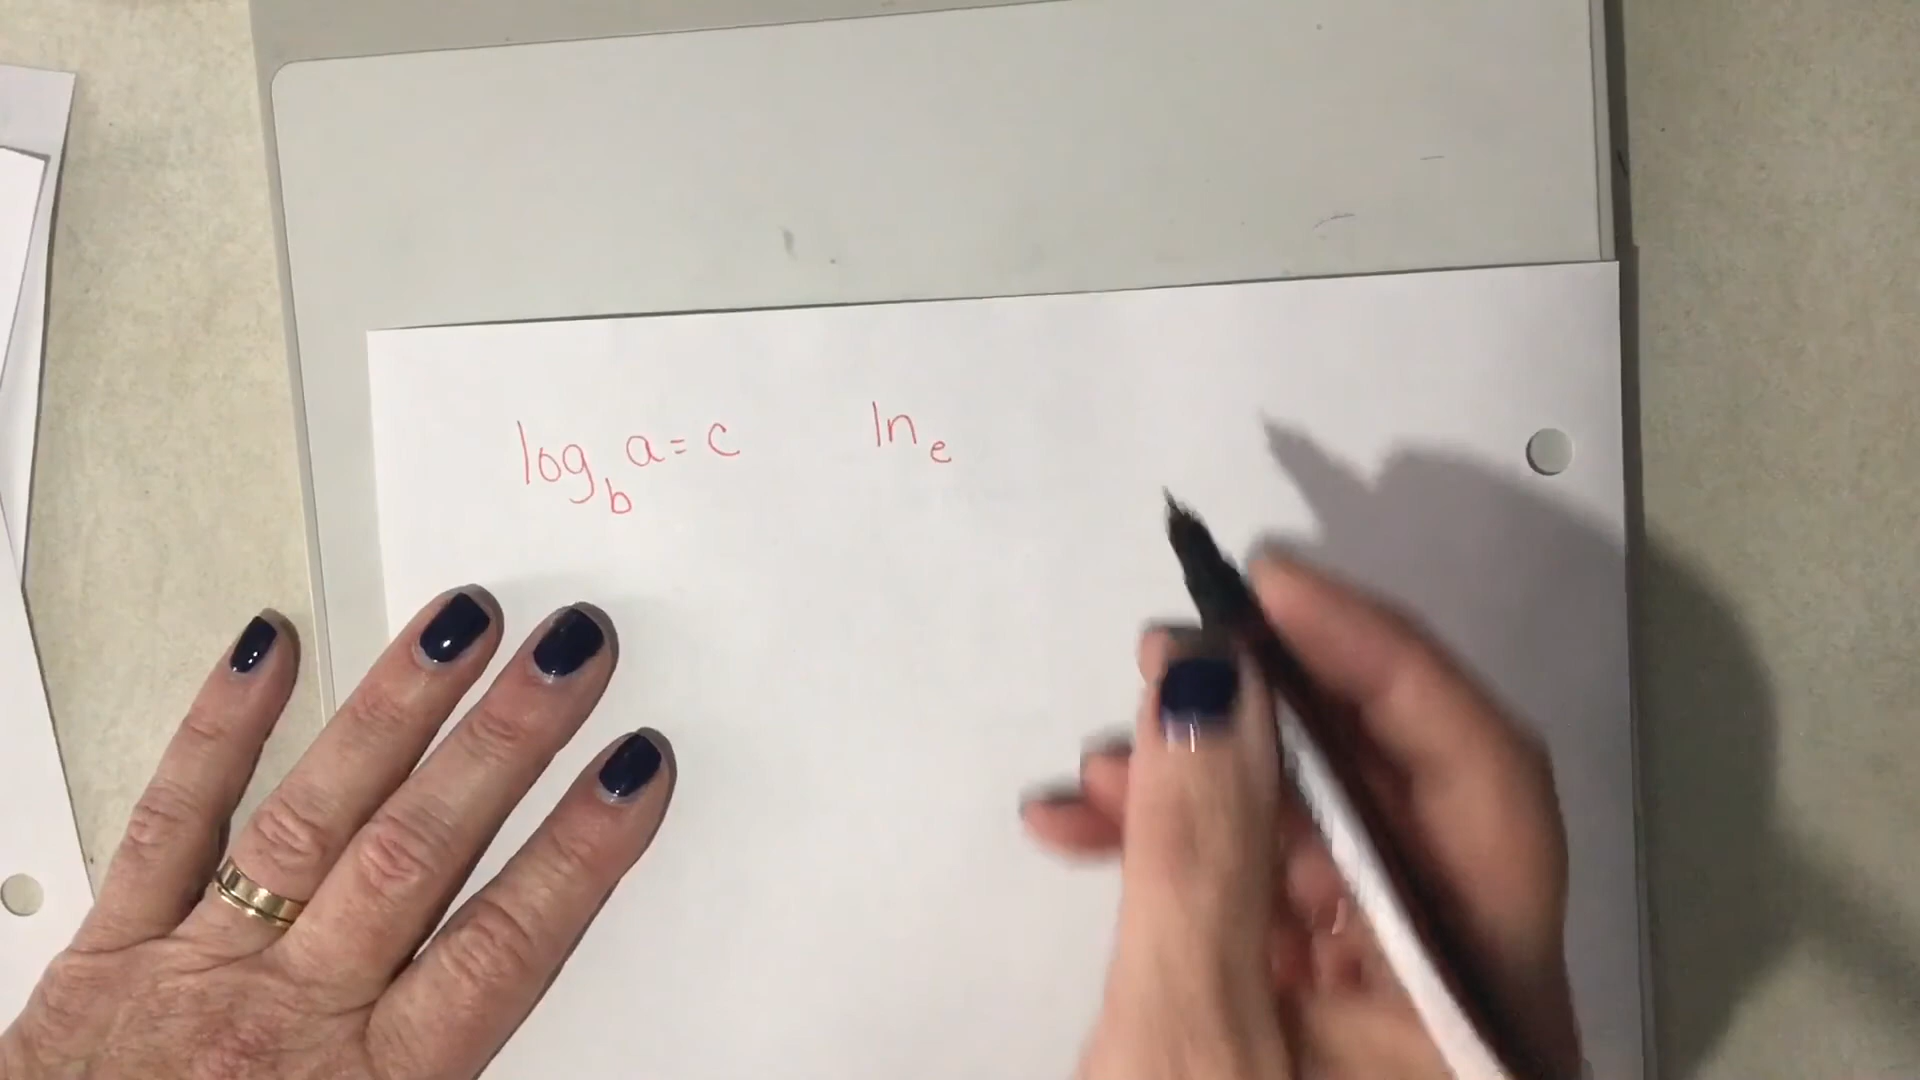 log_b a = c ln_e